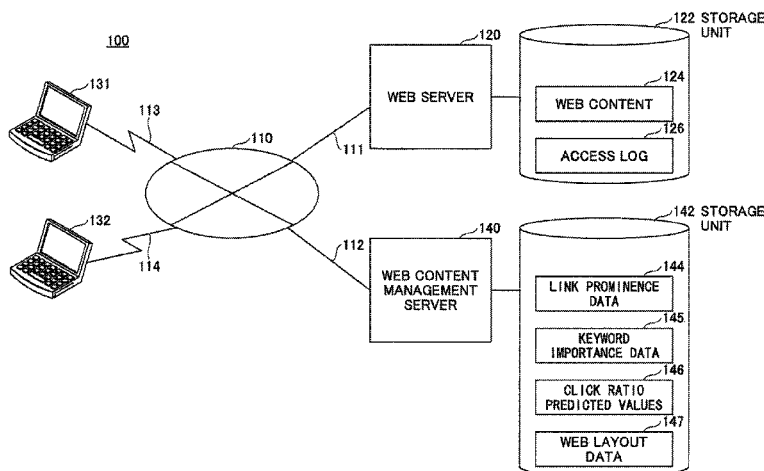 100
131
113
110
111
120
WEB SERVER
122 STORAGE
UNIT
124
WEB CONTENT
126
ACCESS LOG
132
114
112
140
WEB CONTENT
MANAGEMENT
SERVER
142 STORAGE
UNIT
144
LINK PROMINENCE
DATA
145
KEYWORD
IMPORTANCE DATA
146
CLICK RATIO
PREDICTED VALUES
147
WEB LAYOUT
DATA